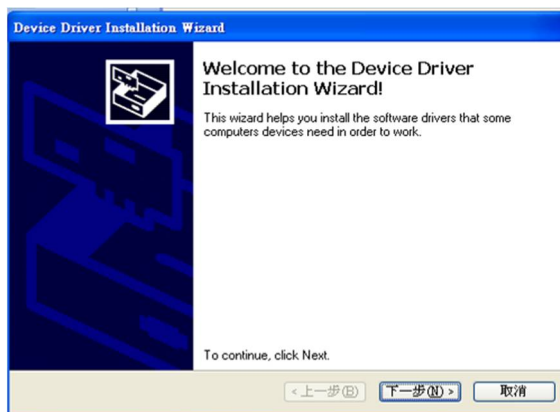 Device Driver Installation Wizard
Welcome to the Device Driver
Installation Wizard!
This wizard helps you install the software drivers that some
computers devices need in order to work.
To continue, click Next.
<上一步(B) 下一步(N)> 取消